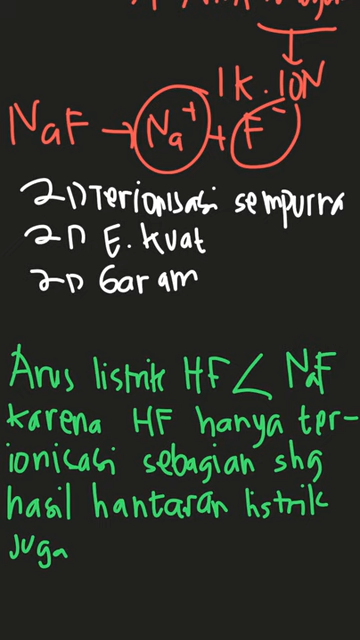 Ik. ION
NaF → Na⁺ + F⁻
⇒ Terionisasi sempurna
⇒ E. kuat
⇒ Garam
Arus listrik HF < NaF
karena HF hanya ter-
ionisasi sebagian shg
hasil hantaran listrik
juga